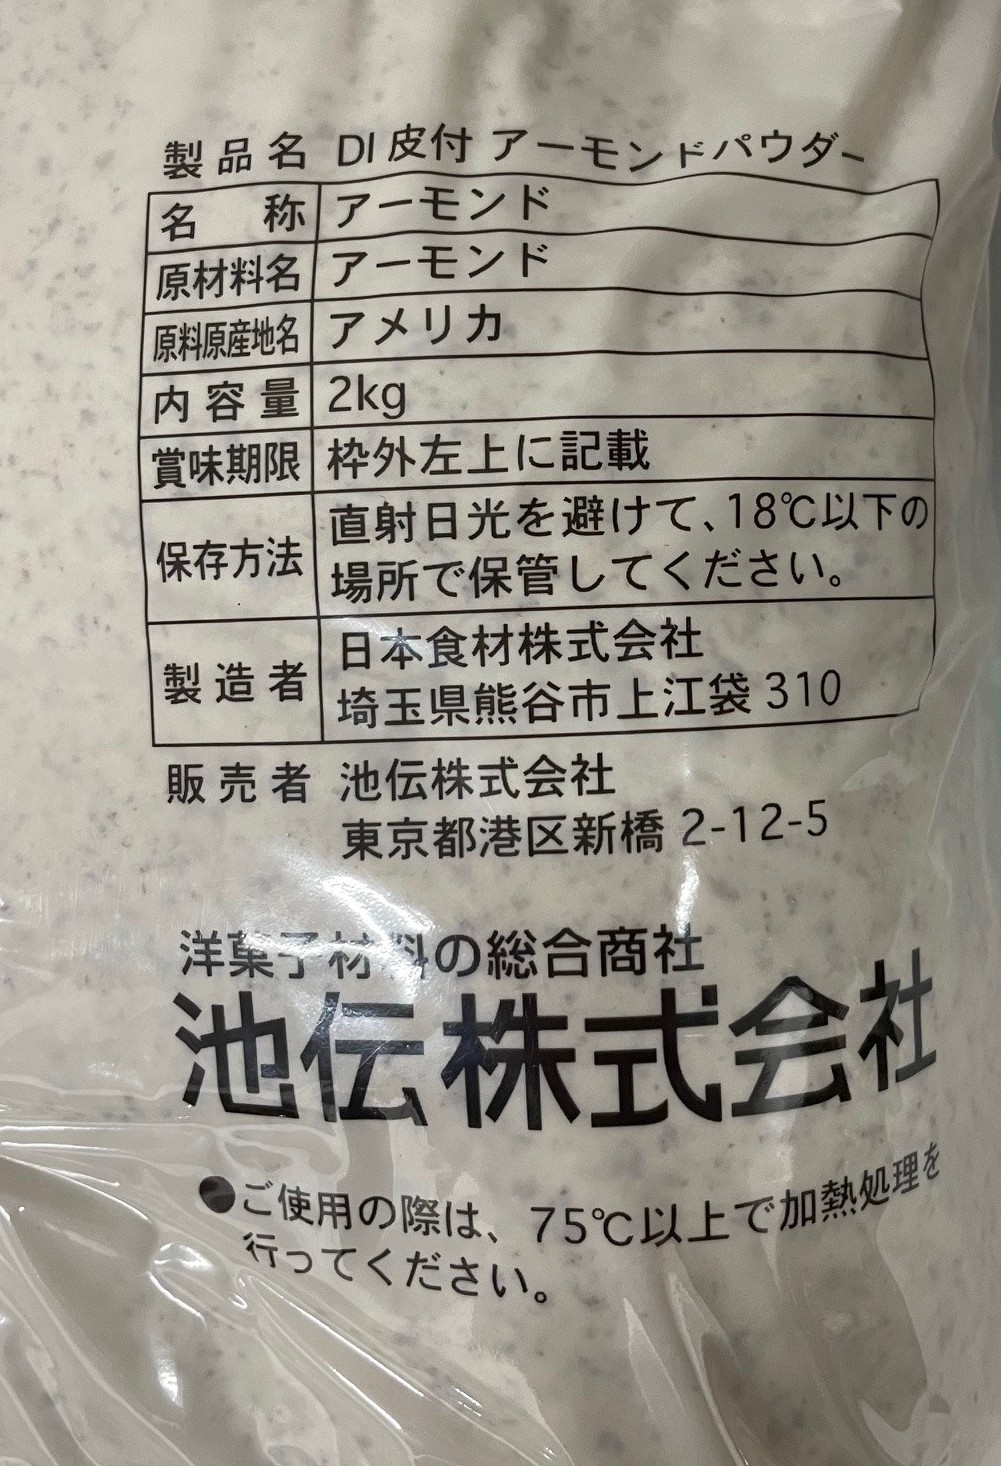 製品名 DI 皮付 アーモンドパウダー
名称 アーモンド
原材料名 アーモンド
原料原産地名 アメリカ
内容量 2kg
賞味期限 枠外左上に記載
保存方法 直射日光を避けて、18℃以下の
場所で保管してください。
製造者 日本食材株式会社
埼玉県熊谷市上江袋 310
販売者 池伝株式会社
東京都港区新橋 2-12-5
洋菓子材料の総合商社
池伝株式会社
●ご使用の際は、75℃以上で加熱処理を
行ってください。